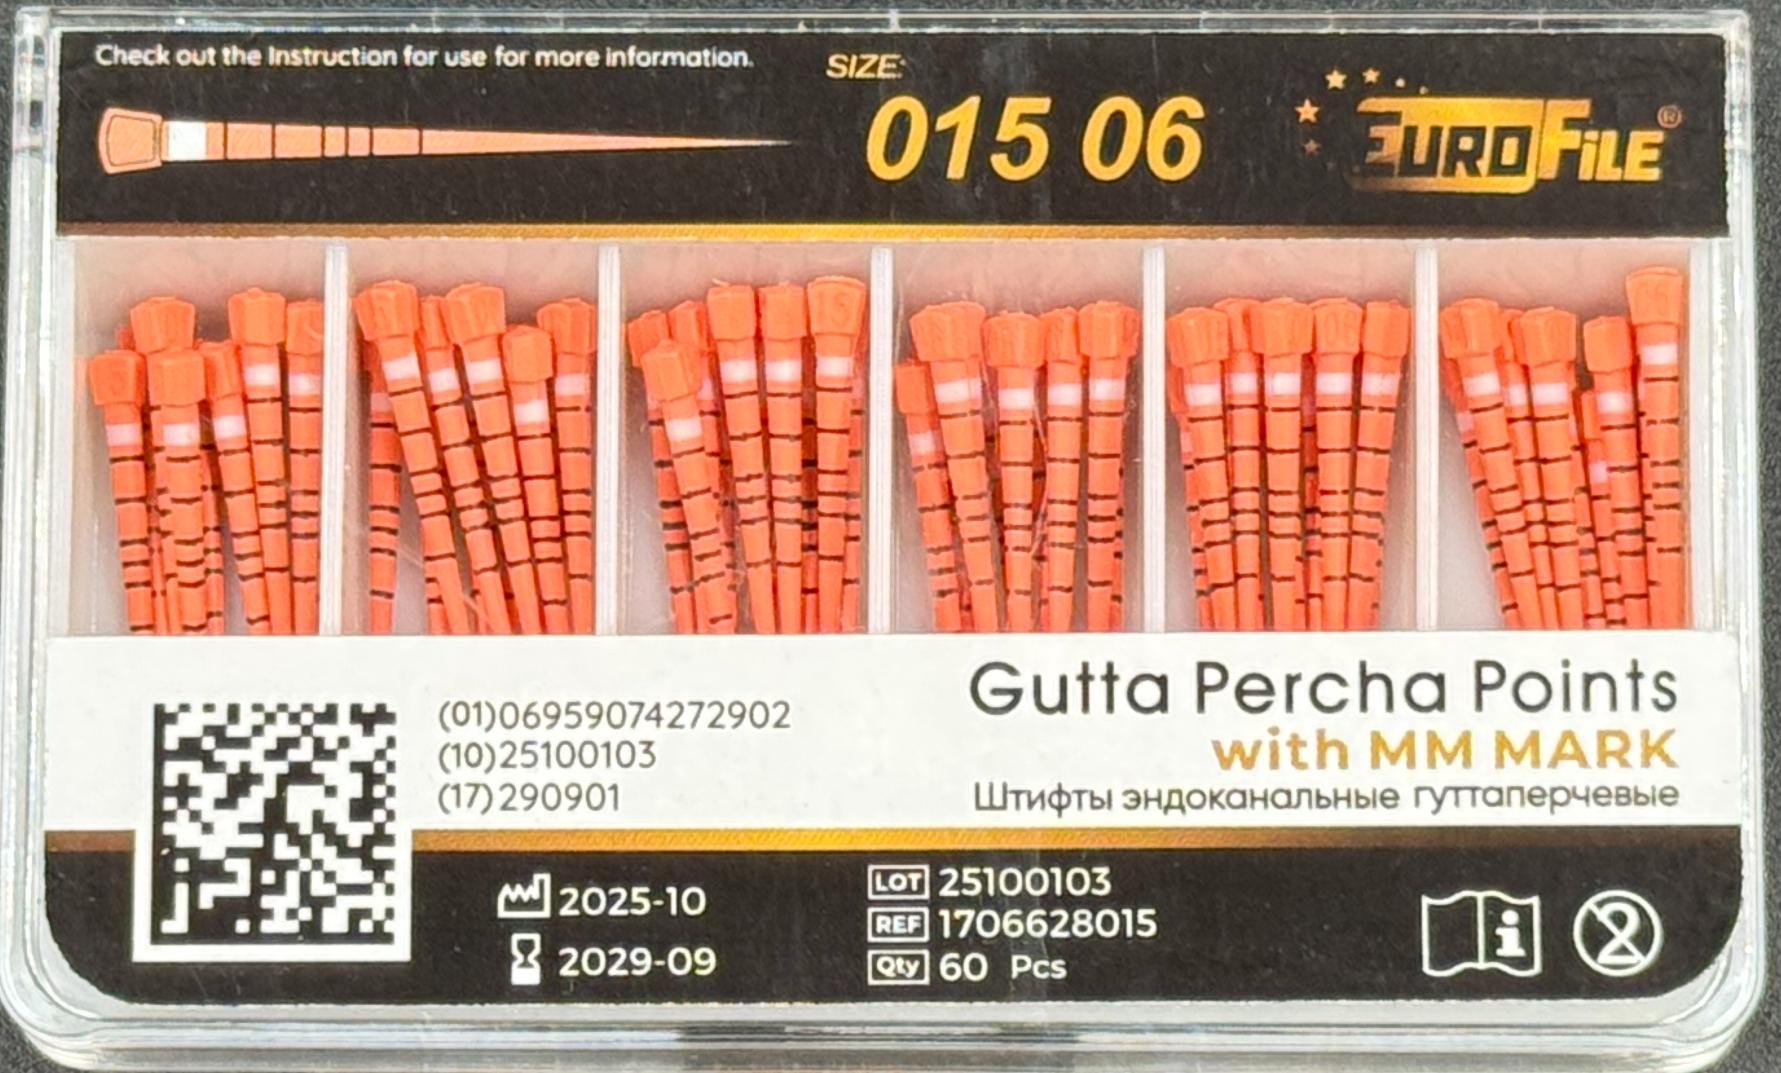 Check out the Instruction for use for more information.
SIZE:
015 06
EUROFILE®
Gutta Percha Points
with MM MARK
Штифты эндоканальные гуттаперчевые
(01)06959074272902
(10)25100103
(17)290901
2025-10
2029-09
LOT 25100103
REF 1706628015
Qty 60 Pcs
i
2